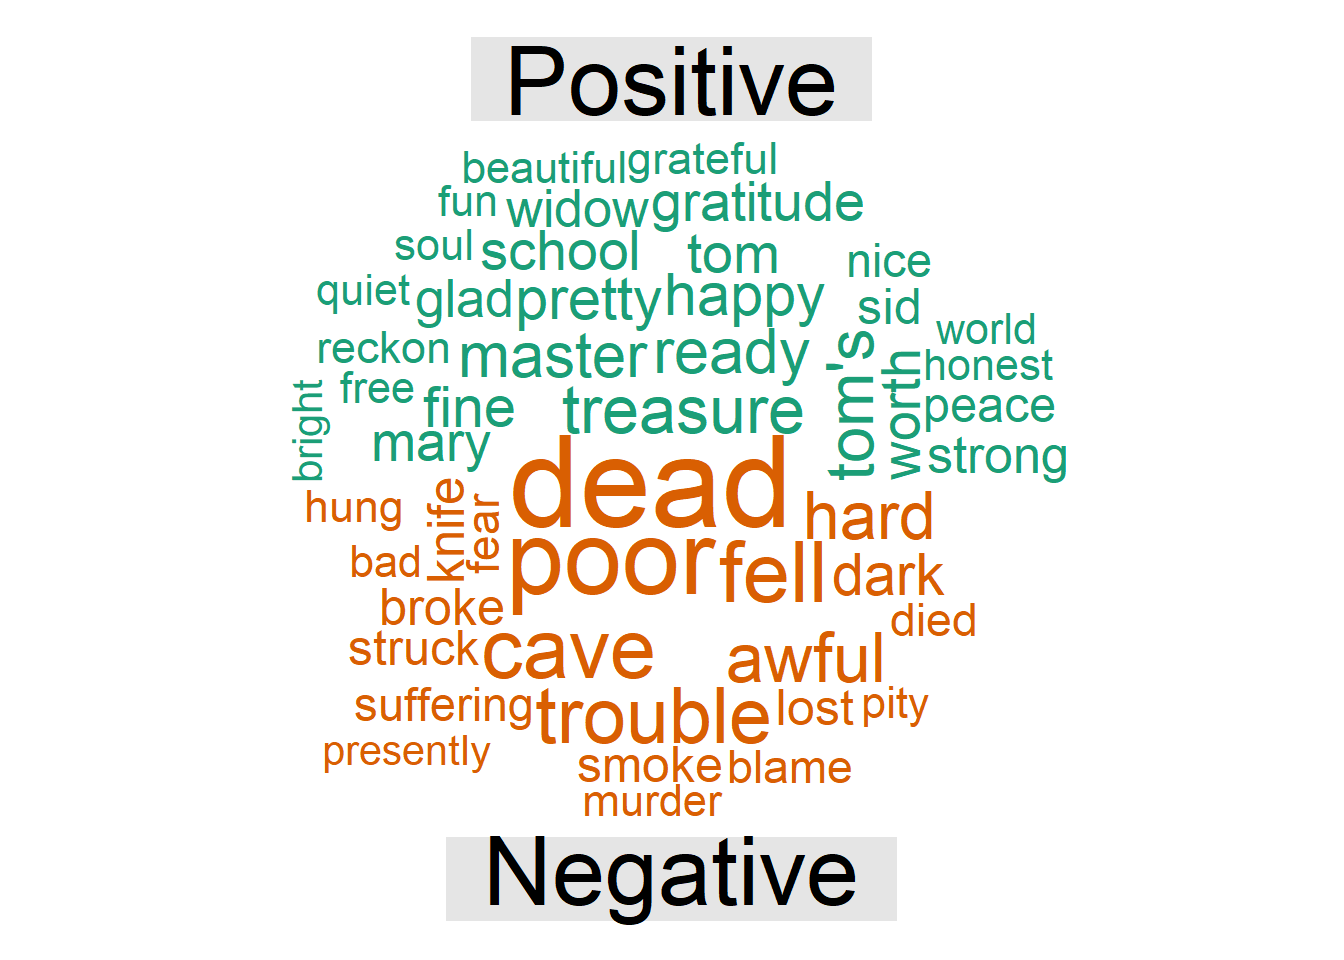 Positive
beautiful grateful
fun widow gratitude
soul school tom nice
quiet glad pretty happy sid
reckon master ready tom's worth world
honest
bright free fine treasure peace
mary strong
hung knife fear dead hard
bad poor fell dark
broke died
struck cave awful
suffering trouble lost pity
presently smoke blame
murder
Negative